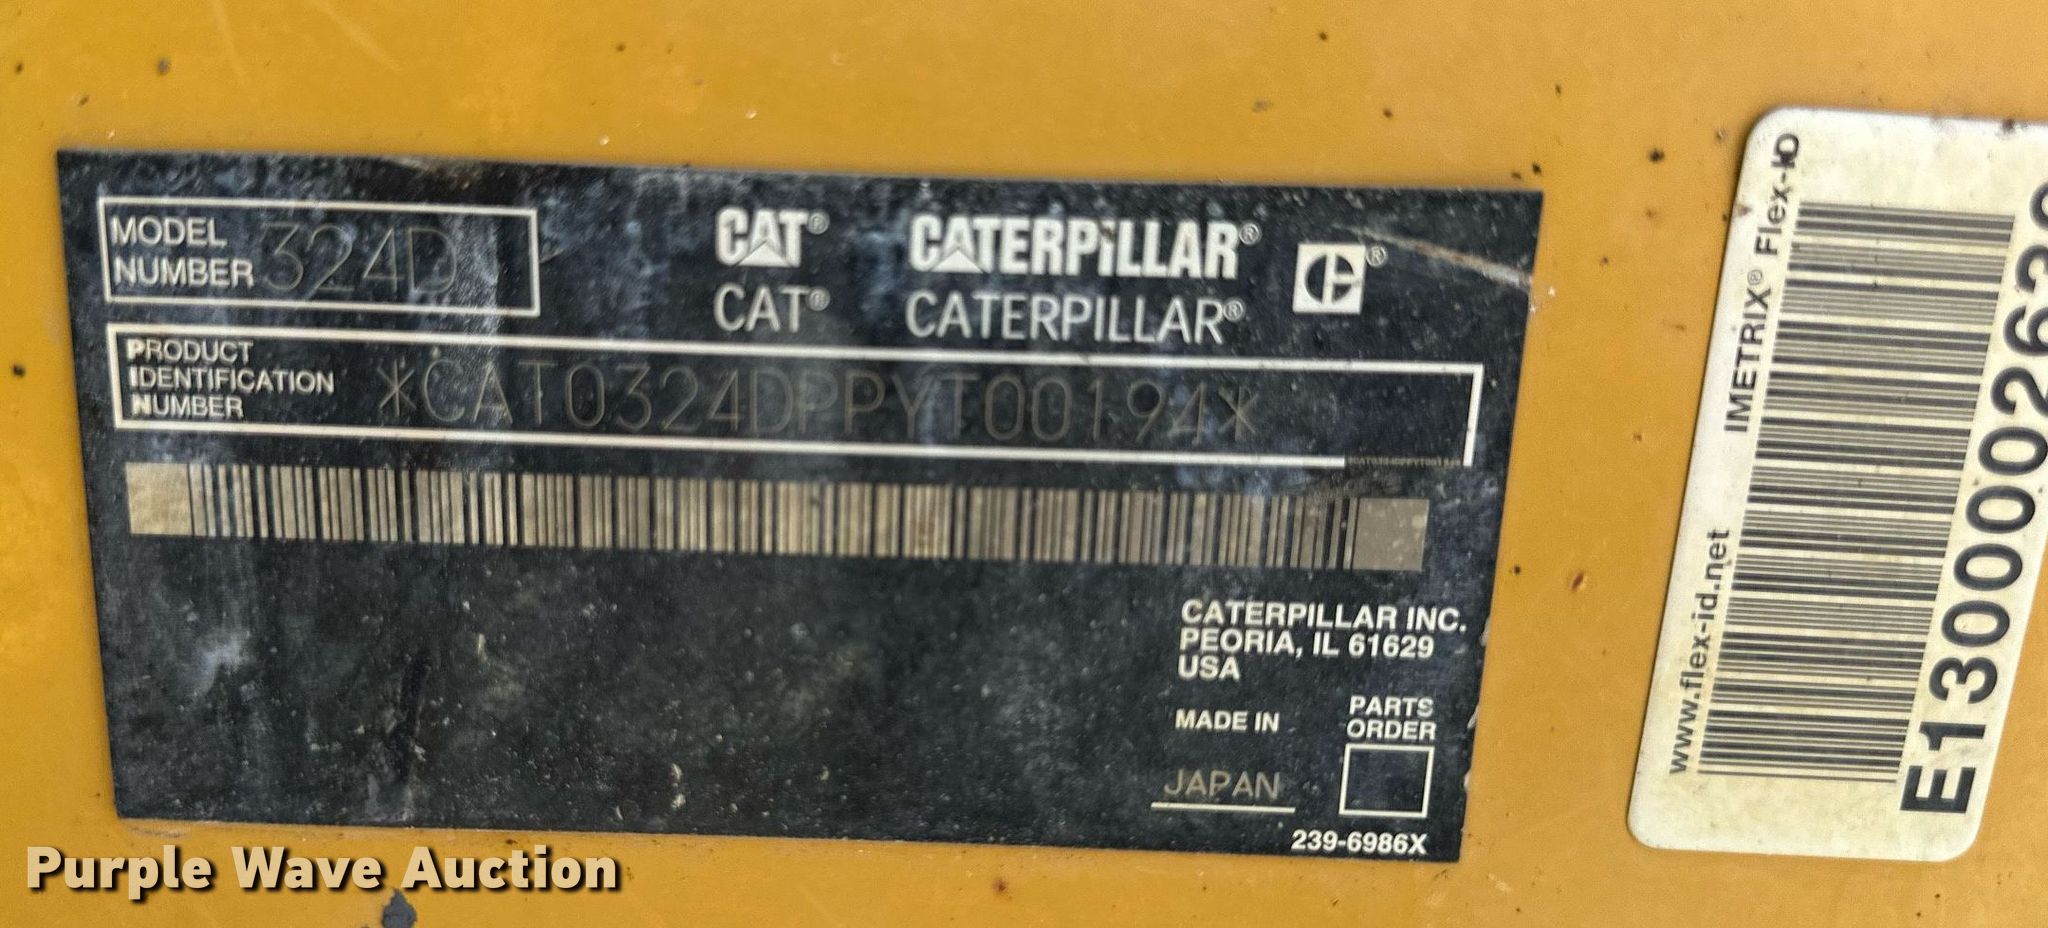 MODEL
NUMBER 324D
CAT® CATERPILLAR® ®
CAT® CATERPILLAR®
PRODUCT
IDENTIFICATION
NUMBER
*CAT0324DPPYT00194*
CATERPILLAR INC.
PEORIA, IL 61629
USA
MADE IN
JAPAN
PARTS
ORDER
239-6986X
IMETRIX® Flex-ID
www.flex-id.net
Purple Wave Auction